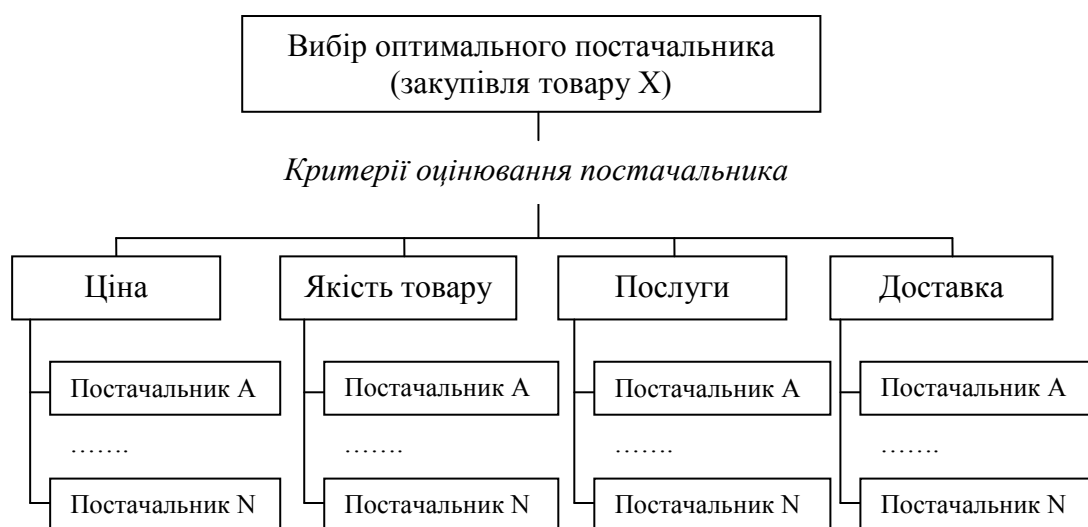 Вибір оптимального постачальника
(закупівля товару X)
Критерії оцінювання постачальника
Ціна
Якість товару
Послуги
Доставка
Постачальник A
Постачальник A
Постачальник A
Постачальник A
…….
…….
…….
…….
Постачальник N
Постачальник N
Постачальник N
Постачальник N